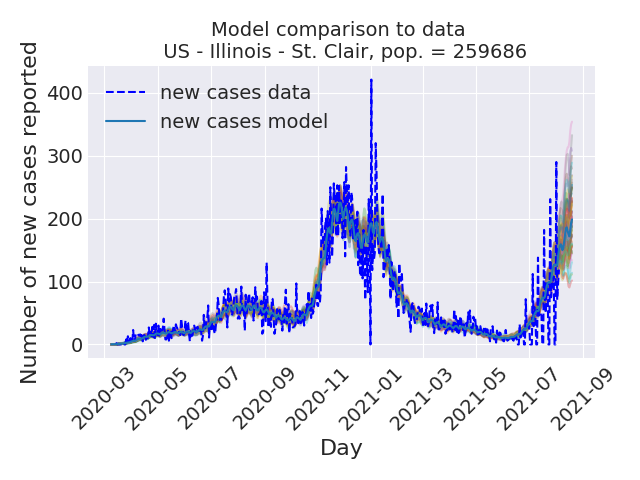 Model comparison to data
US - Illinois - St. Clair, pop. = 259686
Number of new cases reported
400
300
200
100
0
new cases data
new cases model
2020-03
2020-05
2020-07
2020-09
2020-11
2021-01
2021-03
2021-05
2021-07
2021-09
Day